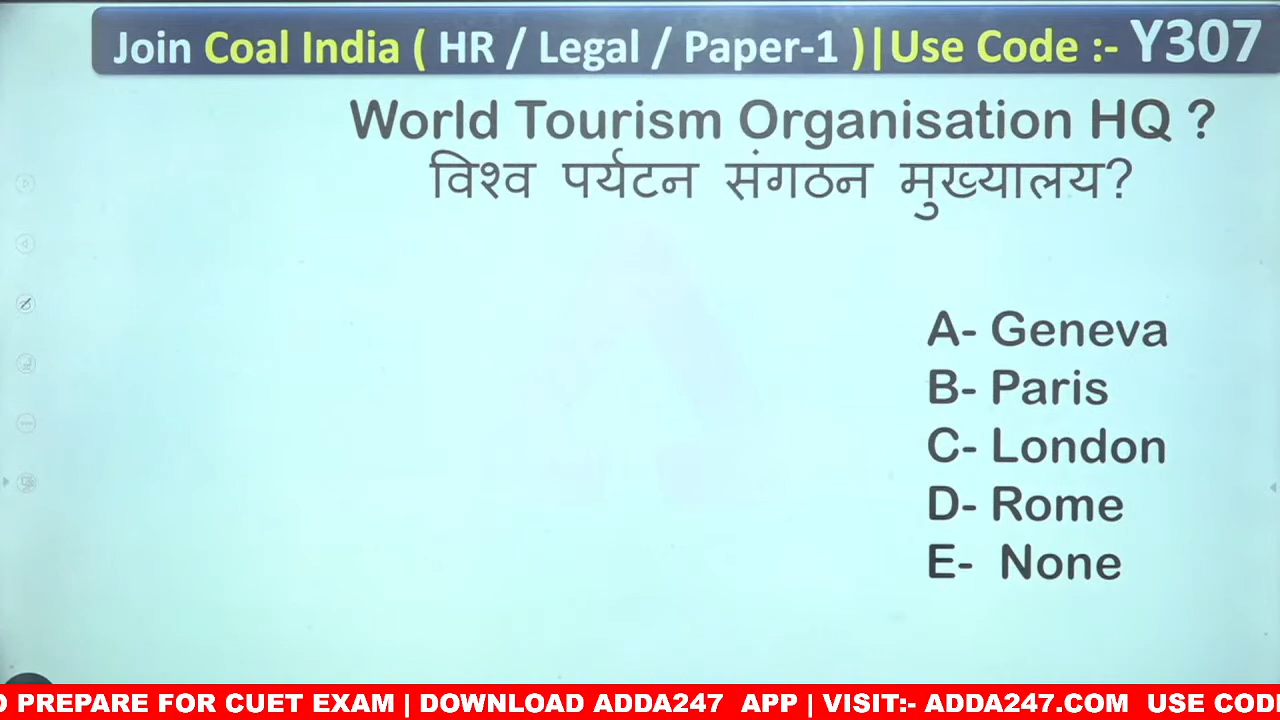 Join Coal India ( HR / Legal / Paper-1 )|Use Code :- Y307
World Tourism Organisation HQ ?
विश्व पर्यटन संगठन मुख्यालय?
A- Geneva
B- Paris
C- London
D- Rome
E- None
PREPARE FOR CUET EXAM | DOWNLOAD ADDA247 APP | VISIT:- ADDA247.COM USE